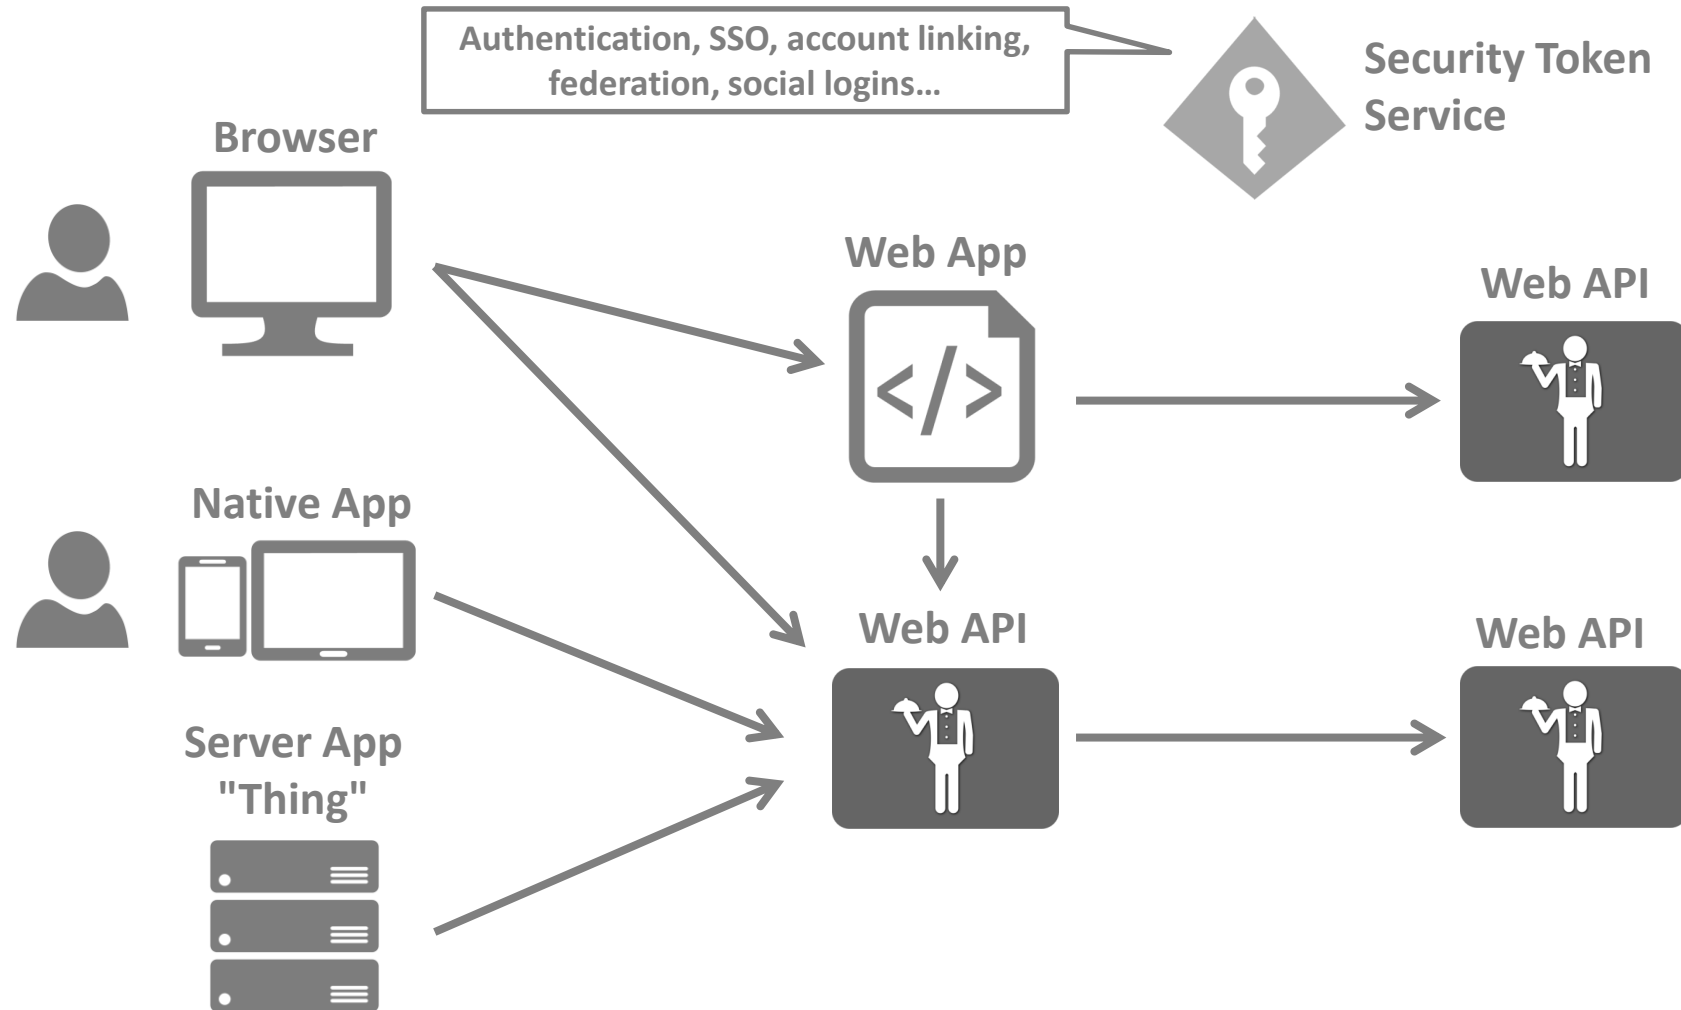 Authentication, SSO, account linking,
federation, social logins…
Security Token
Service
Browser
Web App
</>
Web API
Native App
Web API
Web API
Server App
"Thing"